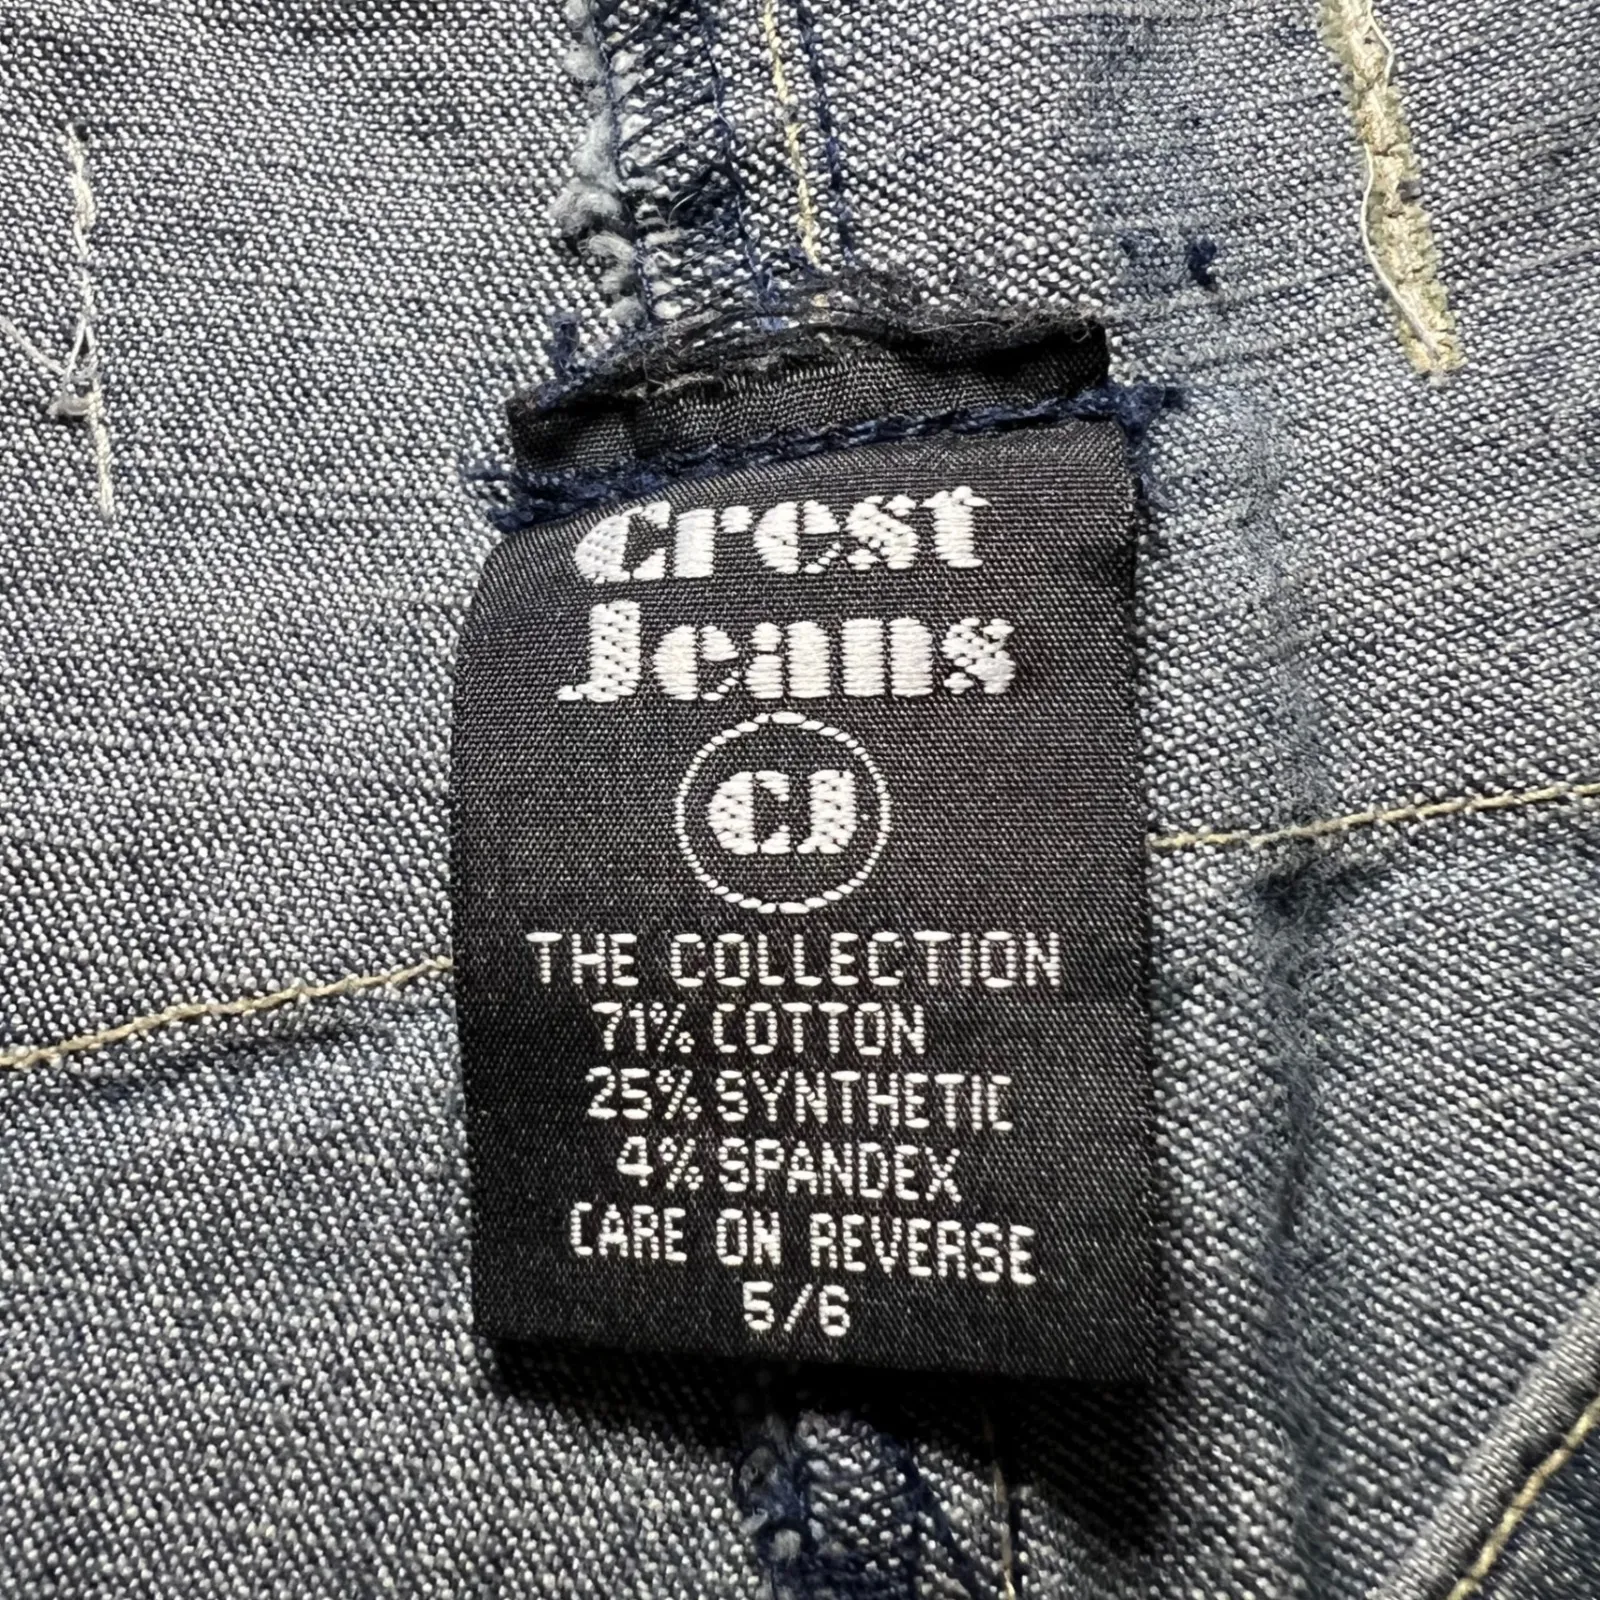 Crest
Jeans
CJ
THE COLLECTION
71% COTTON
25% SYNTHETIC
4% SPANDEX
CARE ON REVERSE
5/6